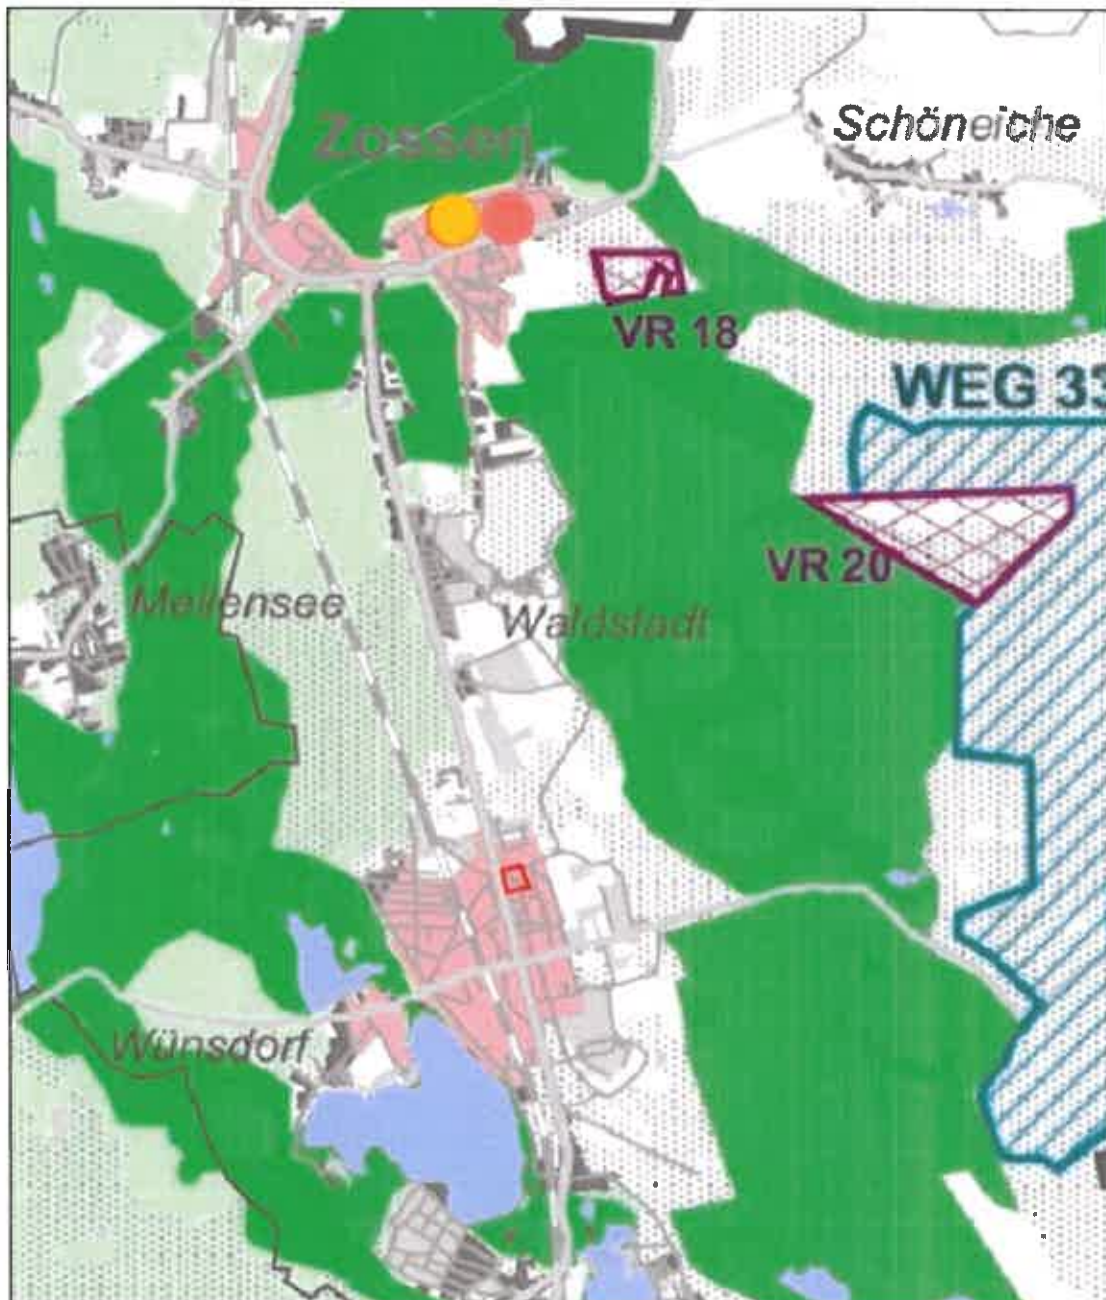 Zossen
Schöneiche
VR 18
WEG 33
VR 20
Mellensee
Waldstadt
Wünsdorf